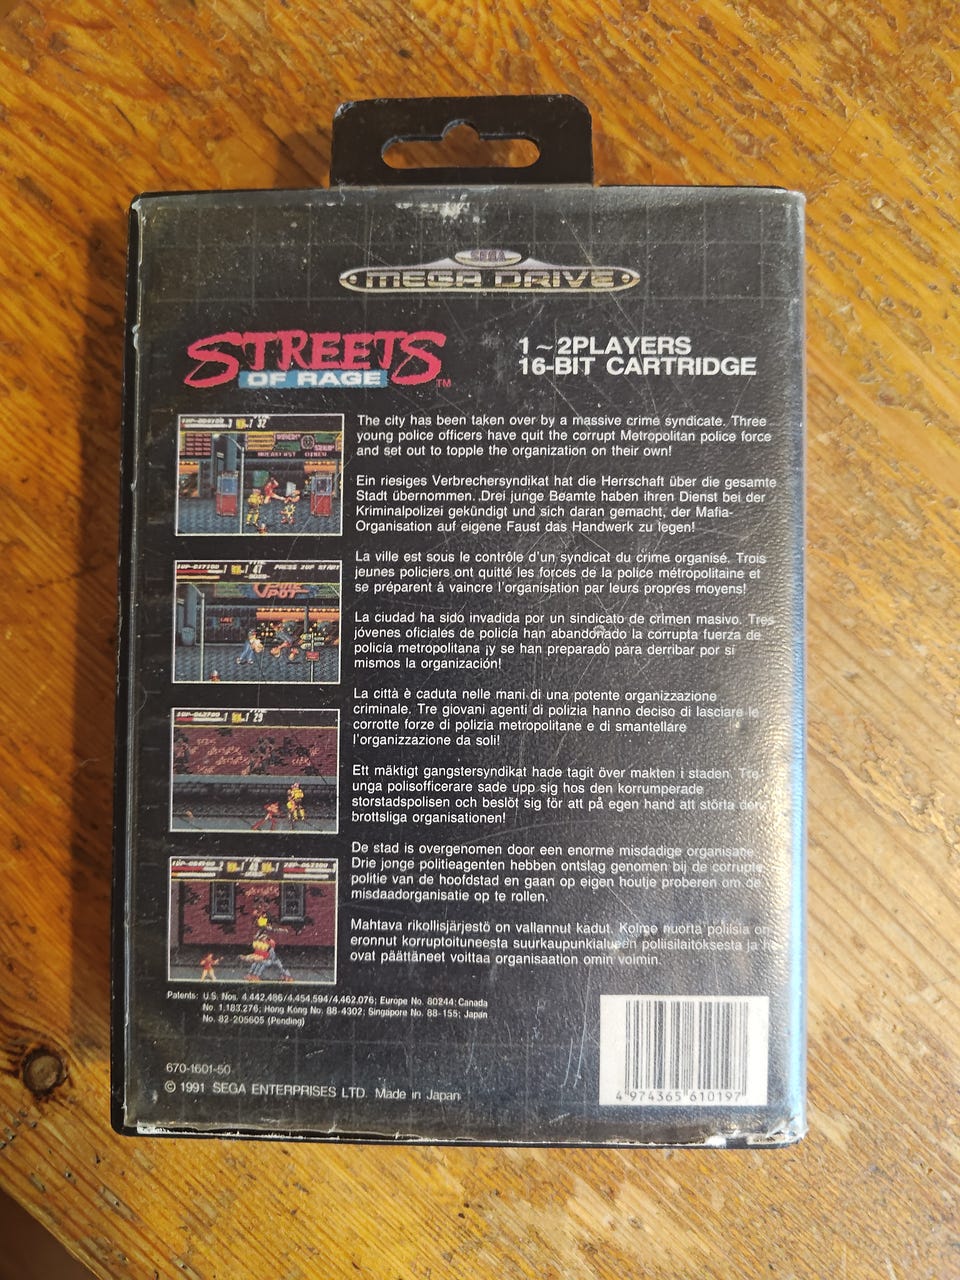 SEGA
MEGA DRIVE
STREETS
OF RAGE
TM
1~2PLAYERS
16-BIT CARTRIDGE
The city has been taken over by a massive crime syndicate. Three
young police officers have quit the corrupt Metropolitan police force
and set out to topple the organization on their own!
Ein riesiges Verbrechersyndikat hat die Herrschaft über die gesamte
Stadt übernommen. Drei junge Beamte haben ihren Dienst bei der
Kriminalpolizei gekündigt und sich daran gemacht, der Mafia-
Organisation auf eigene Faust das Handwerk zu legen!
La ville est sous le contrôle d'un syndicat du crime organisé. Trois
jeunes policiers ont quitté les forces de la police métropolitaine et
se préparent à vaincre l'organisation par leurs propres moyens!
La ciudad ha sido invadida por un sindicato de crimen masivo. Tres
jóvenes oficiales de policía han abandonado la corrupta fuerza de
policía metropolitana ¡y se han preparado para derribar por sí
mismos la organización!
La città è caduta nelle mani di una potente organizzazione
criminale. Tre giovani agenti di polizia hanno deciso di lasciare le
corrotte forze di polizia metropolitane e di smantellare
l'organizzazione da soli!
Ett mäktigt gangstersyndikat hade tagit över makten i staden. Tre
unga polisofficerare sade upp sig hos den korrumperade
storstadspolisen och beslöt sig för att på egen hand att störta den
brottsliga organisationen!
De stad is overgenomen door een enorme misdadige organisatie.
Drie jonge politieagenten hebben ontslag genomen bij de corrupte
politie van de hoofdstad en gaan op eigen houtje proberen om de
misdaadorganisatie op te rollen.
Mahtava rikollisjärjestö on vallannut kadut. Kolme nuorta poliisia on
eronnut korruptoituneesta suurkaupunkialueen poliisilaitoksesta ja he
ovat päättäneet voittaa organisaation omin voimin.
Patents: U.S. Nos. 4,442,486/4,454,594/4,462,076; Europe No. 80244; Canada
No. 1,183,276; Hong Kong No. 88-4302; Singapore No. 88-155; Japan
No. 82-205605 (Pending)
670-1601-50
© 1991 SEGA ENTERPRISES LTD. Made in Japan
4 974365 610197